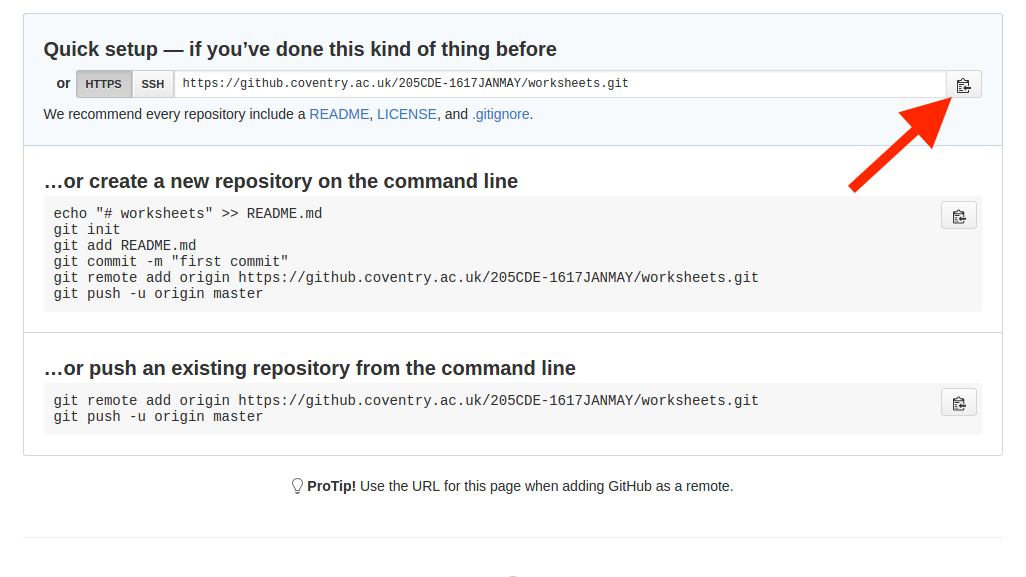 Quick setup — if you’ve done this kind of thing before
or HTTPS SSH https://github.coventry.ac.uk/205CDE-1617JANMAY/worksheets.git
We recommend every repository include a README, LICENSE, and .gitignore.
…or create a new repository on the command line
echo "# worksheets" >> README.md
git init
git add README.md
git commit -m "first commit"
git remote add origin https://github.coventry.ac.uk/205CDE-1617JANMAY/worksheets.git
git push -u origin master
…or push an existing repository from the command line
git remote add origin https://github.coventry.ac.uk/205CDE-1617JANMAY/worksheets.git
git push -u origin master
ProTip! Use the URL for this page when adding GitHub as a remote.